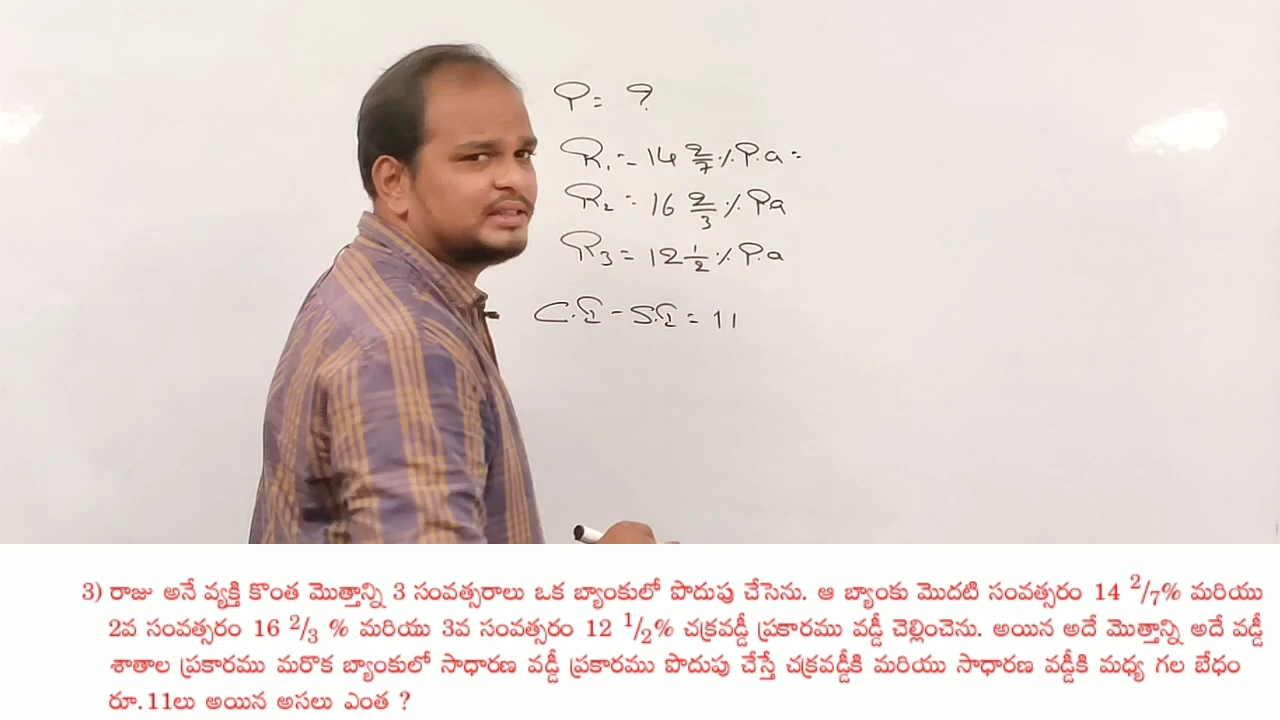 P = ?
R₁ = 14 2/7 % P.a =
R₂ = 16 2/3 % Pa
R₃ = 12 1/2 % P.a
C.I - S.I = 11
3) రాజు అనే వ్యక్తి కొంత మొత్తాన్ని 3 సంవత్సరాలు ఒక బ్యాంకులో పొదుపు చేసెను. ఆ బ్యాంకు మొదటి సంవత్సరం 14 2/7% మరియు
2వ సంవత్సరం 16 2/3 % మరియు 3వ సంవత్సరం 12 1/2% చక్రవడ్డీ ప్రకారము వడ్డీ చెల్లించెను. అయిన అదే మొత్తాన్ని అదే వడ్డీ
శాతాల ప్రకారము మరొక బ్యాంకులో సాధారణ వడ్డీ ప్రకారము పొదుపు చేస్తే చక్రవడ్డీకి మరియు సాధారణ వడ్డీకి మధ్య గల బేధం
రూ.11లు అయిన అసలు ఎంత ?